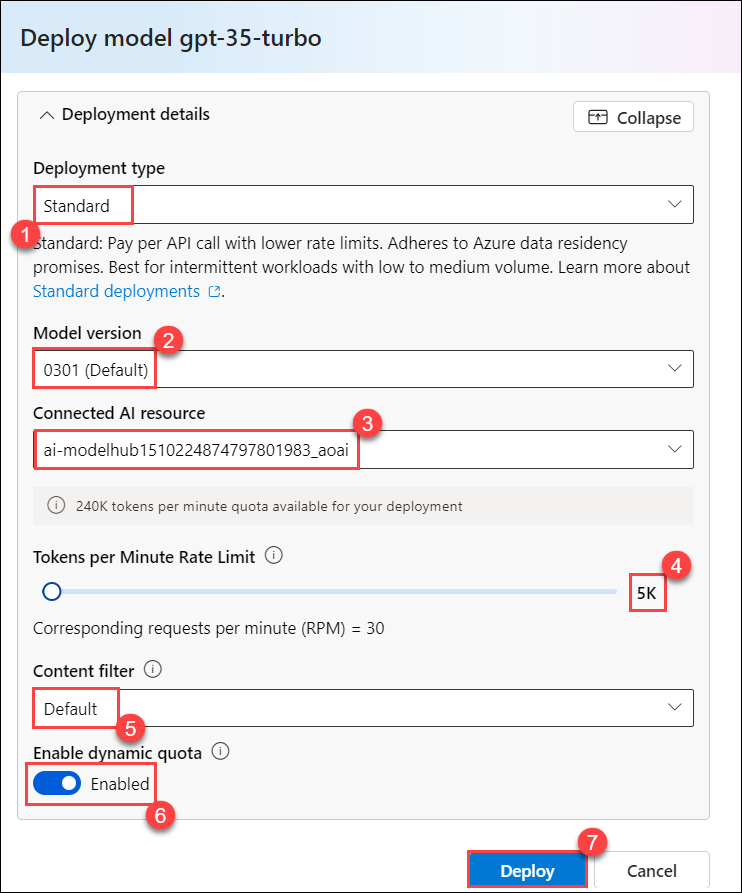 Deploy model gpt-35-turbo
Deployment details
Collapse
Deployment type
Standard
1
Standard: Pay per API call with lower rate limits. Adheres to Azure data residency
promises. Best for intermittent workloads with low to medium volume. Learn more about
Standard deployments.
Model version
2
0301 (Default)
Connected AI resource
3
ai-modelhub1510224874797801983_aoai
240K tokens per minute quota available for your deployment
Tokens per Minute Rate Limit
4
5K
Corresponding requests per minute (RPM) = 30
Content filter
Default
5
Enable dynamic quota
Enabled
6
7
Deploy
Cancel